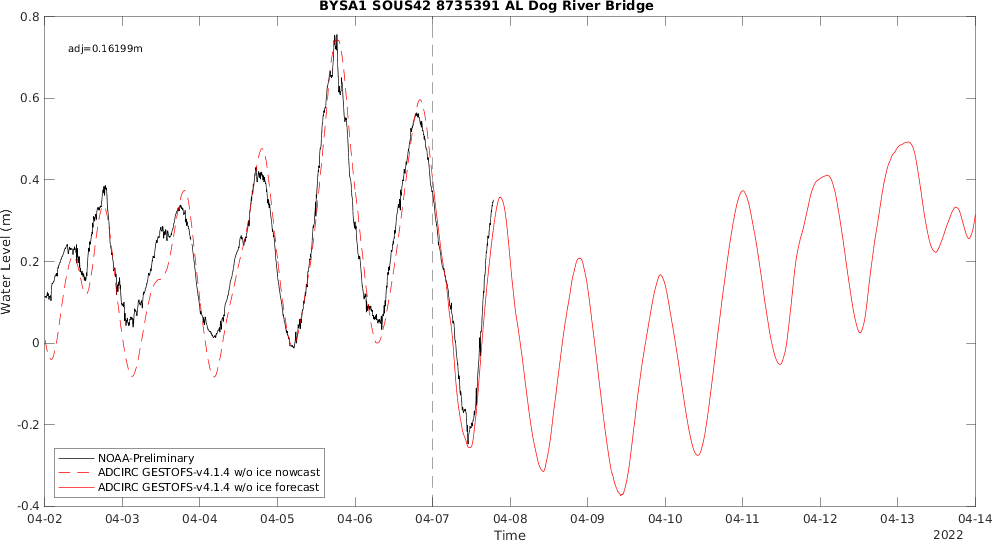 BYSA1 SOUS42 8735391 AL Dog River Bridge
adj=0.16199m
0.8
0.6
0.4
0.2
0
-0.2
-0.4
Water Level (m)
NOAA-Preliminary
ADCIRC GESTOFS-v4.1.4 w/o ice nowcast
ADCIRC GESTOFS-v4.1.4 w/o ice forecast
04-02 04-03 04-04 04-05 04-06 04-07 04-08 04-09 04-10 04-11 04-12 04-13 04-14
Time
2022